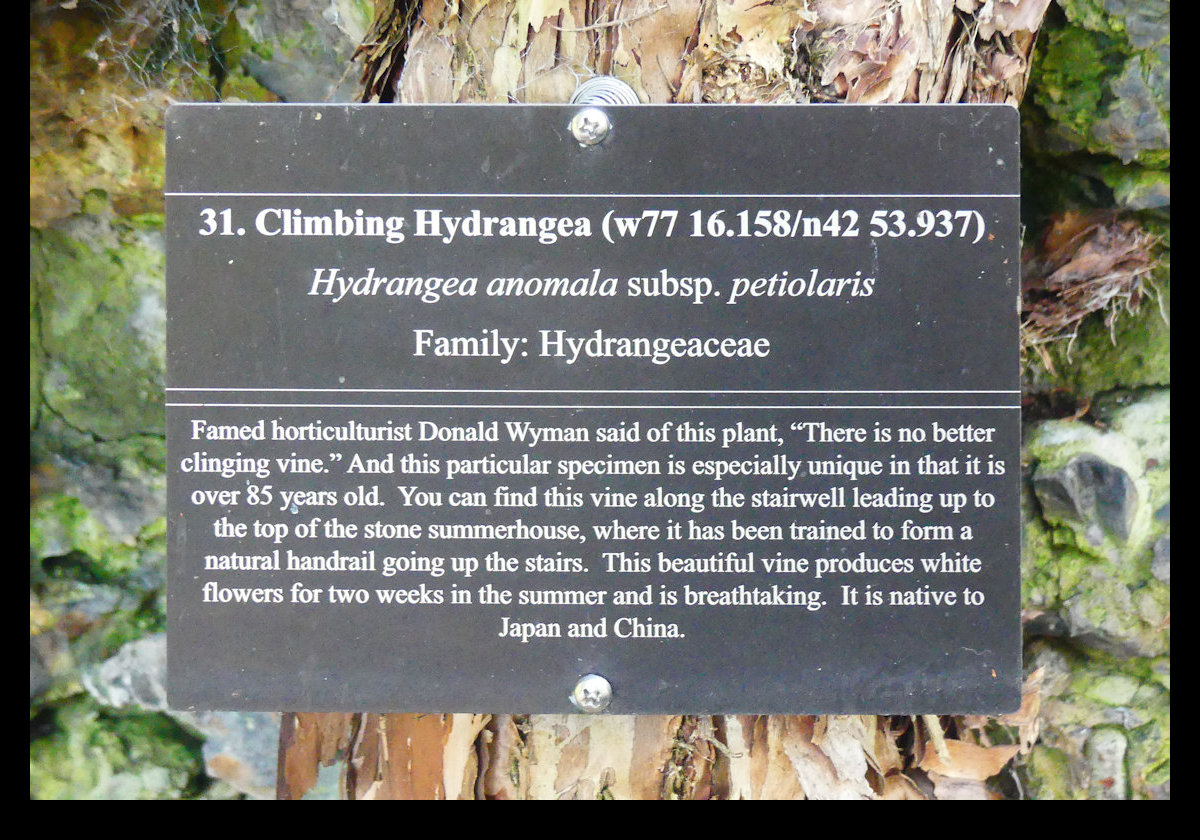 31. Climbing Hydrangea (w77 16.158/n42 53.937)
Hydrangea anomala subsp. petiolaris
Family: Hydrangeaceae
Famed horticulturist Donald Wyman said of this plant, “There is no better
clinging vine.” And this particular specimen is especially unique in that it is
over 85 years old.  You can find this vine along the stairwell leading up to
the top of the stone summerhouse, where it has been trained to form a
natural handrail going up the stairs.  This beautiful vine produces white
flowers for two weeks in the summer and is breathtaking.  It is native to
Japan and China.